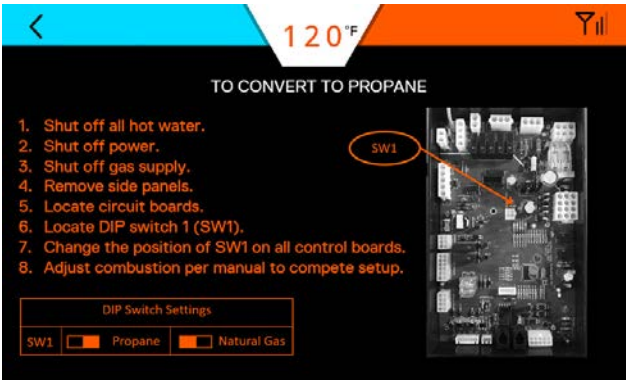 120°F
TO CONVERT TO PROPANE
1. Shut off all hot water.
2. Shut off power.
3. Shut off gas supply.
4. Remove side panels.
5. Locate circuit boards.
6. Locate DIP switch 1 (SW1).
7. Change the position of SW1 on all control boards.
8. Adjust combustion per manual to compete setup.
SW1
DIP Switch Settings
SW1 Propane Natural Gas